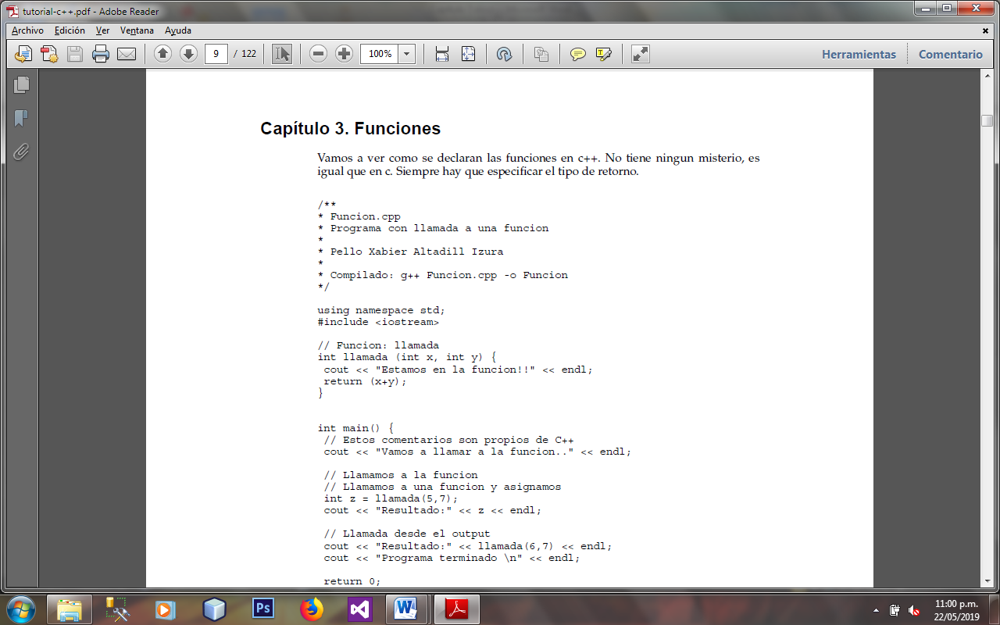 tutorial-c++.pdf - Adobe Reader
Archivo Edición Ver Ventana Ayuda
9 / 122 100% Herramientas Comentario
Capítulo 3. Funciones
Vamos a ver como se declaran las funciones en c++. No tiene ningun misterio, es
igual que en c. Siempre hay que especificar el tipo de retorno.
/**
* Funcion.cpp
* Programa con llamada a una funcion
*
* Pello Xabier Altadill Izura
*
* Compilado: g++ Funcion.cpp -o Funcion
*/
using namespace std;
#include <iostream>
// Funcion: llamada
int llamada (int x, int y) {
cout << "Estamos en la funcion!!" << endl;
return (x+y);
}
int main() {
// Estos comentarios son propios de C++
cout << "Vamos a llamar a la funcion.." << endl;
// Llamamos a la funcion
// Llamamos a una funcion y asignamos
int z = llamada(5,7);
cout << "Resultado:" << z << endl;
// Llamada desde el output
cout << "Resultado:" << llamada(6,7) << endl;
cout << "Programa terminado \n" << endl;
return 0;
Ps
W
11:00 p.m.
22/05/2019